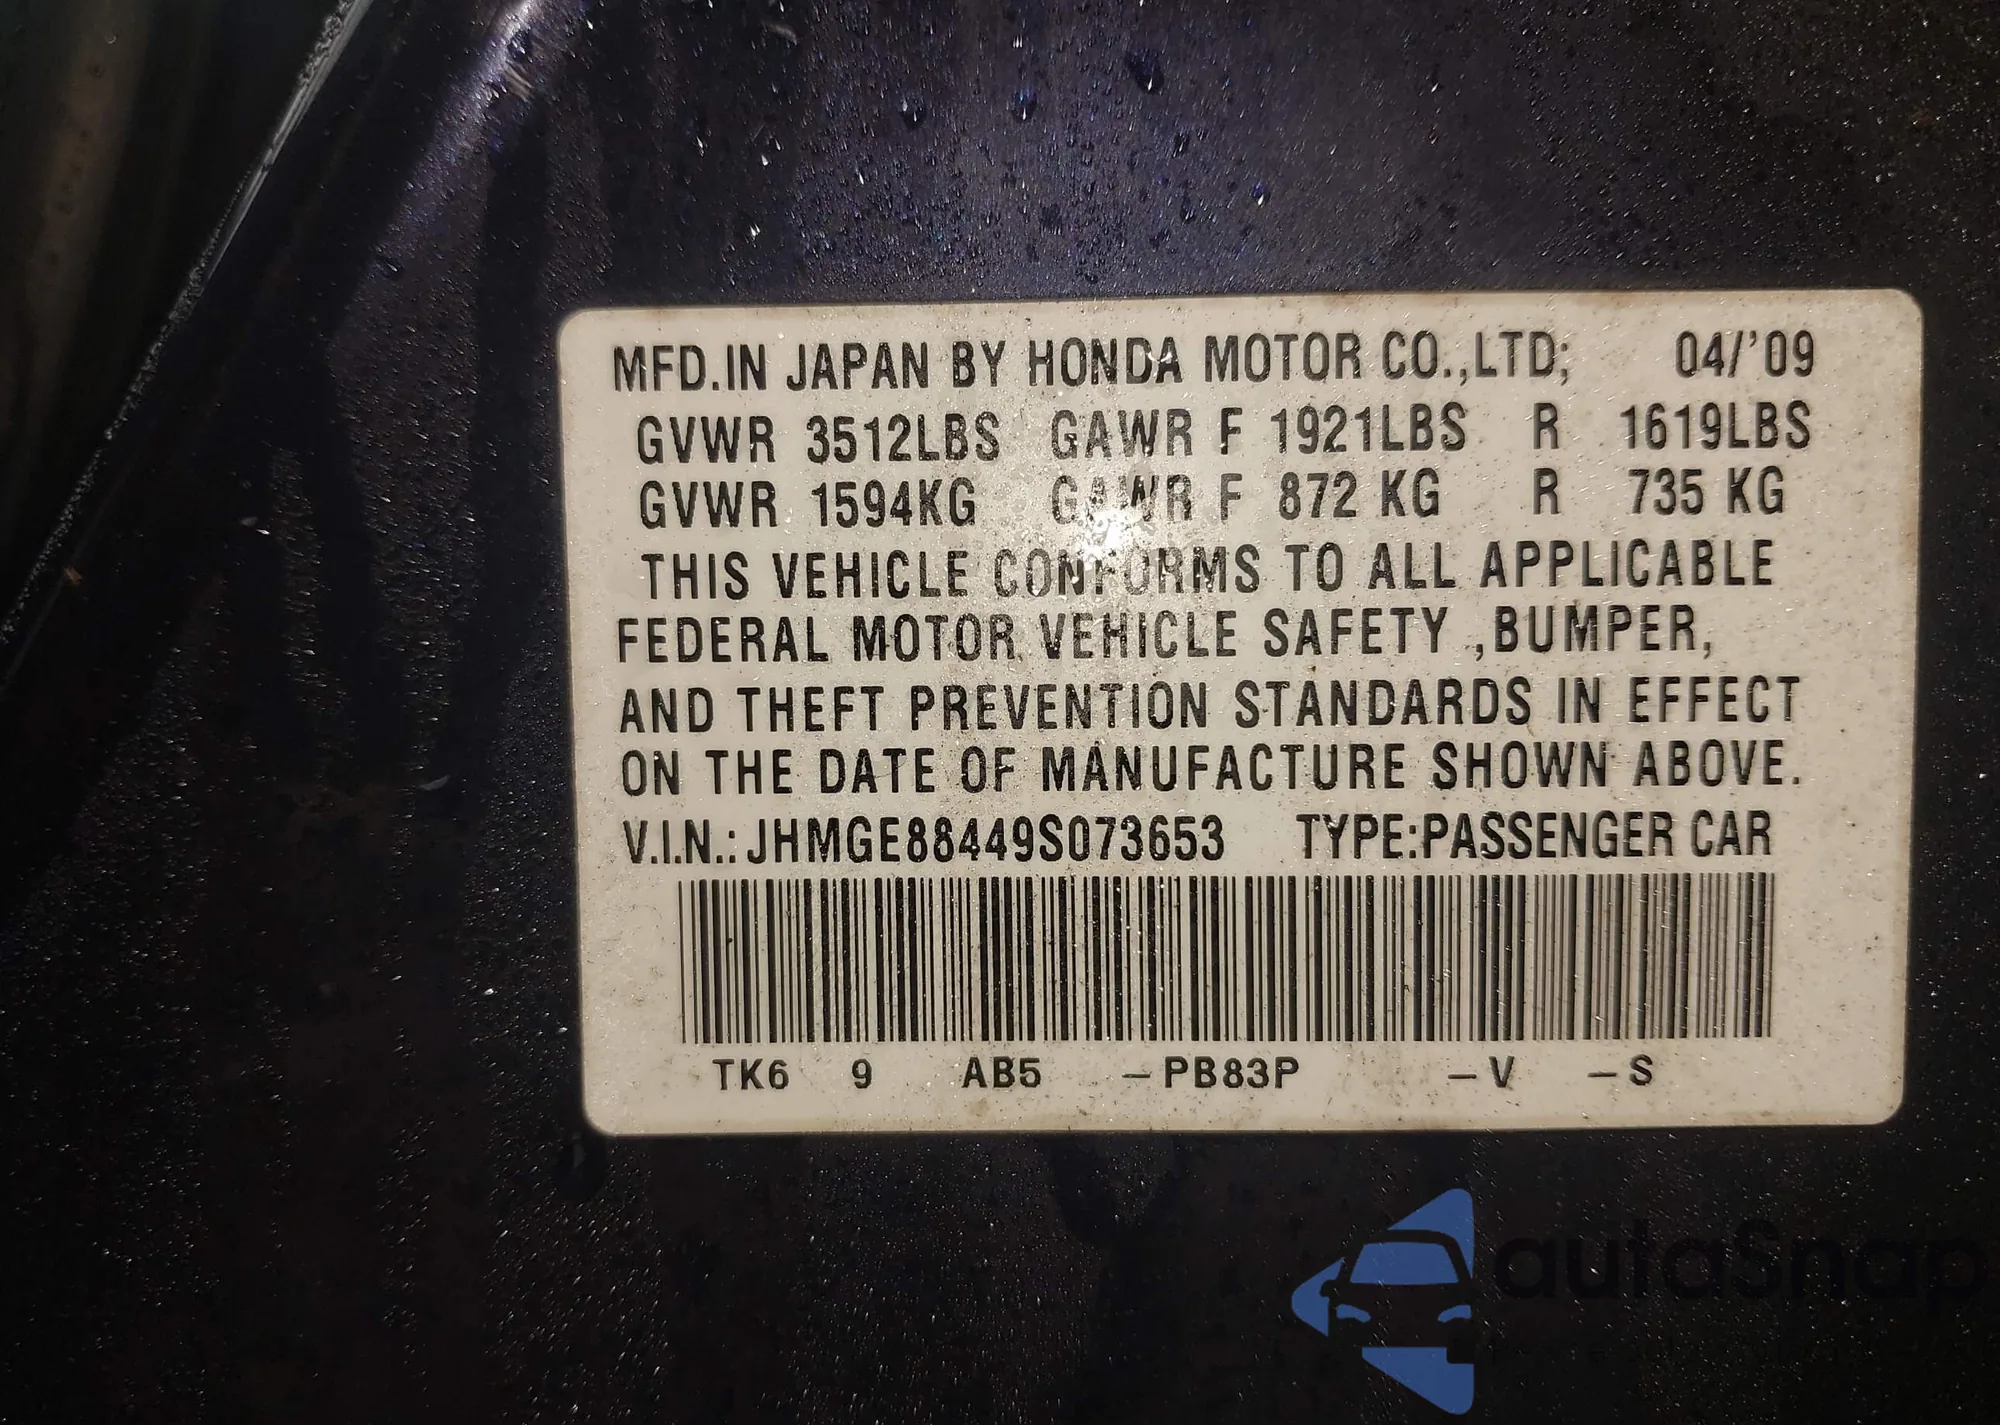 MFD.IN JAPAN BY HONDA MOTOR CO.,LTD; 04/'09
GVWR 3512LBS GAWR F 1921LBS R 1619LBS
GVWR 1594KG GAWR F 872 KG R 735 KG
THIS VEHICLE CONFORMS TO ALL APPLICABLE
FEDERAL MOTOR VEHICLE SAFETY ,BUMPER,
AND THEFT PREVENTION STANDARDS IN EFFECT
ON THE DATE OF MANUFACTURE SHOWN ABOVE.
V.I.N.: JHMGE88449S073653 TYPE:PASSENGER CAR
TK6 9 AB5 –PB83P –V –S
autaSnap